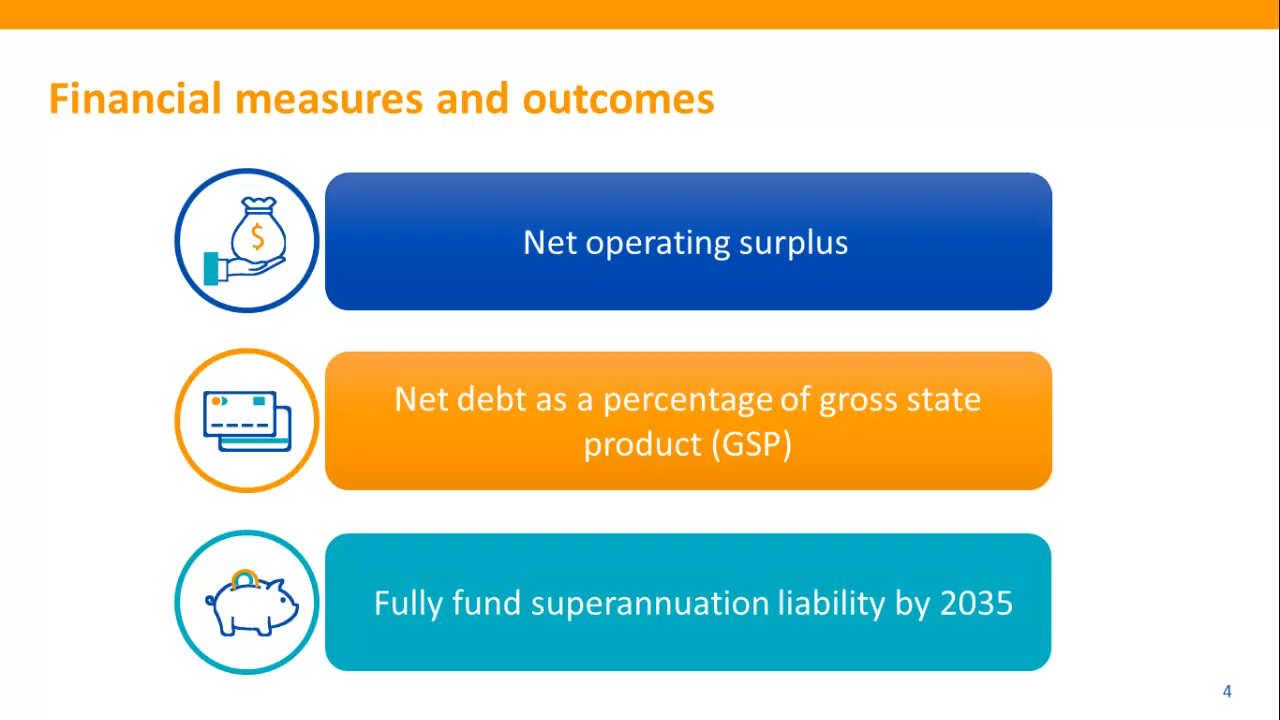 Financial measures and outcomes
$
Net operating surplus
Net debt as a percentage of gross state
product (GSP)
Fully fund superannuation liability by 2035
4